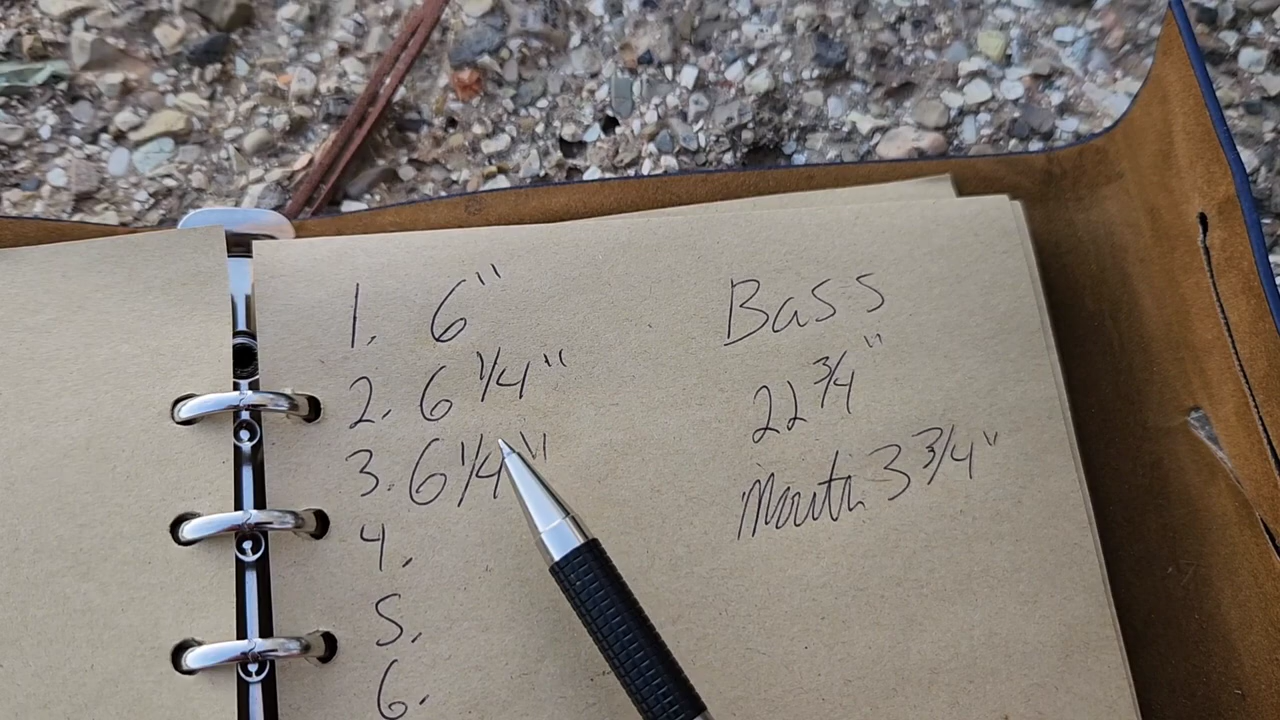 1. 6"
2. 6 1/4"
3. 6 1/4"
4.
5.
6.
Bass
22 3/4"
Mouth 3 3/4"